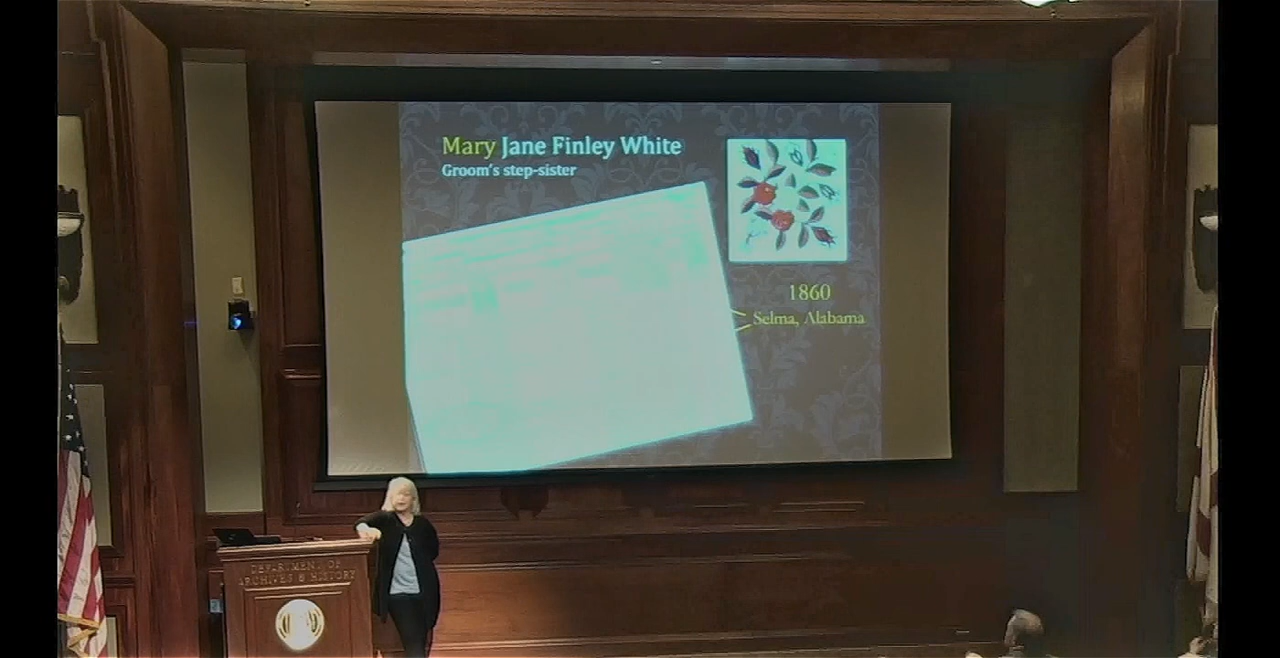 Mary Jane Finley White
Groom's step-sister
1860
Selma, Alabama
DEPARTMENT OF
ARCHIVES & HISTORY